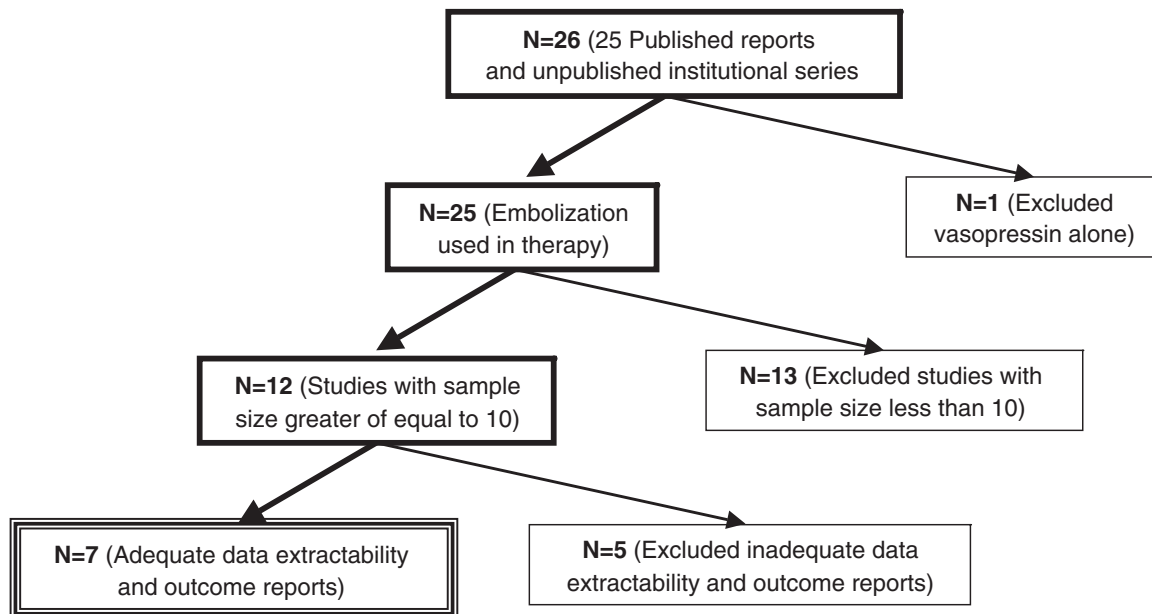 N=26 (25 Published reports
and unpublished institutional series
N=25 (Embolization
used in therapy)
N=1 (Excluded
vasopressin alone)
N=12 (Studies with sample
size greater of equal to 10)
N=13 (Excluded studies with
sample size less than 10)
N=7 (Adequate data extractability
and outcome reports)
N=5 (Excluded inadequate data
extractability and outcome reports)